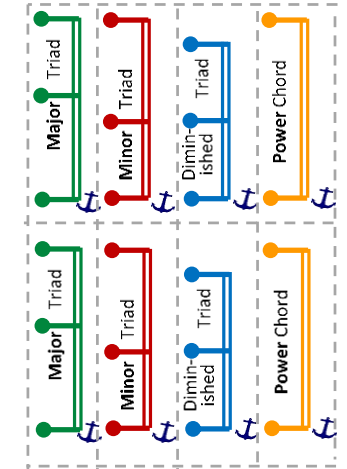 Major Triad
Minor Triad
Dimin-
ished
Triad
Power Chord
Major Triad
Minor Triad
Dimin-
ished
Triad
Power Chord